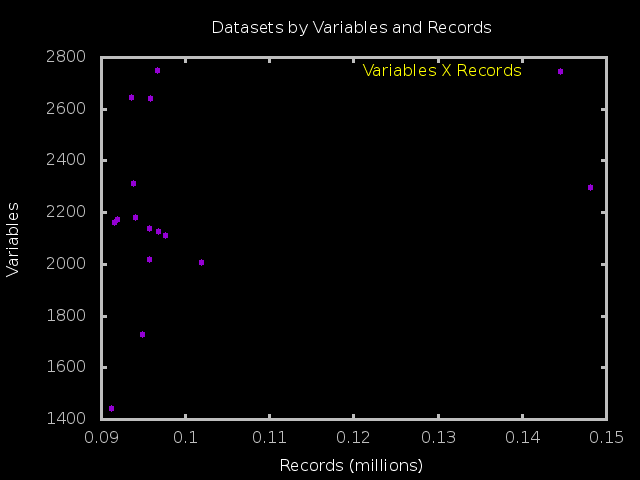 Datasets by Variables and Records
2800
Variables X Records
2600
2400
2200
2000
1800
1600
1400
Variables
0.09 0.1 0.11 0.12 0.13 0.14 0.15
Records (millions)